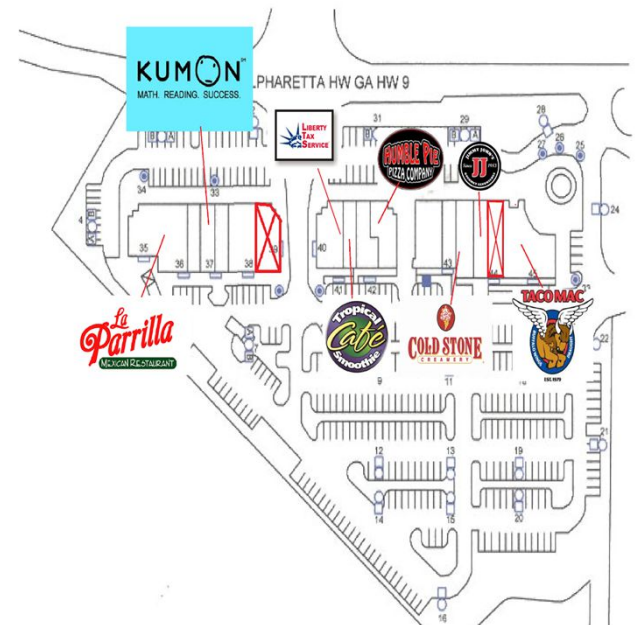 KUMON
MATH. READING. SUCCESS.
LPHARETTA HW GA HW 9
LIBERTY
TAX
SERVICE
31
29
28
27
26
25
HUMBLE PIE
PIZZA COMPANY
JIMMY JOHN'S
JJ
B
A
B
A
34
33
4
B
A
24
35
36
37
38
39
40
41
42
43
44
45
La
Parrilla
MEXICAN RESTAURANT
Tropical
Café
Smoothie
COLD STONE
CREAMERY
TACO MAC
EST. 1979
22
7
9
11
21
12
13
19
14
15
20
16